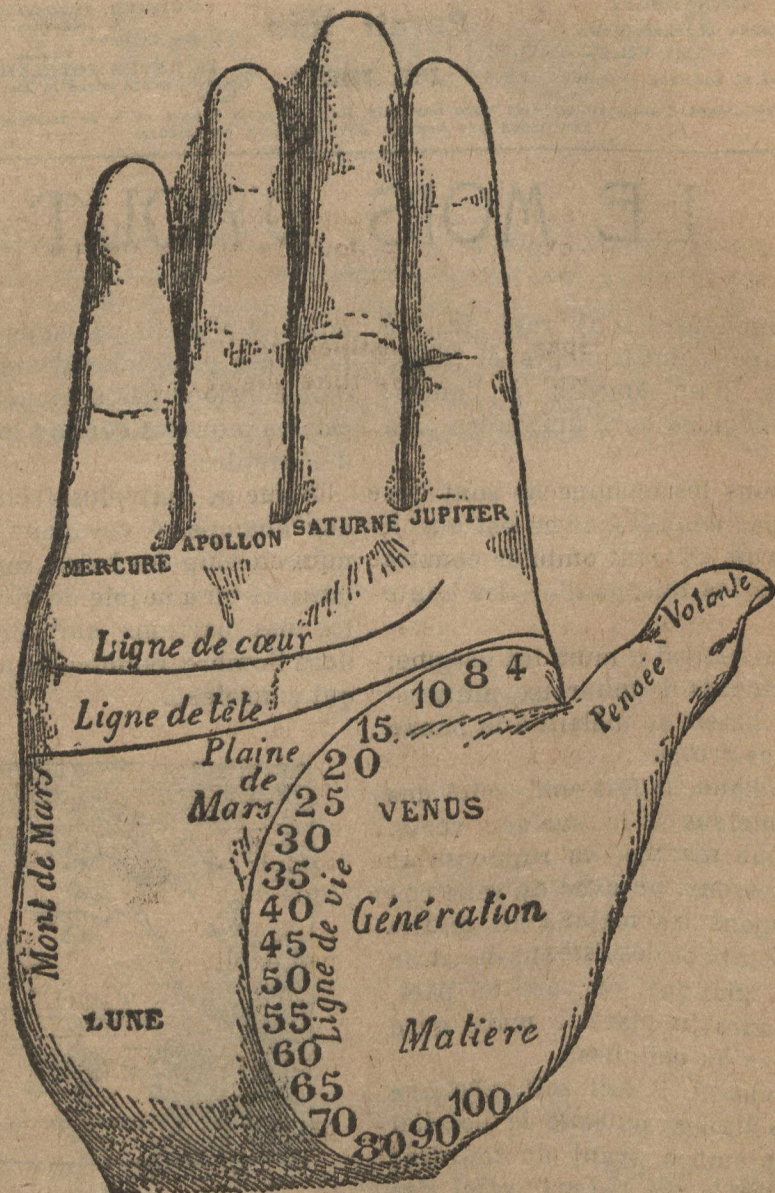 MERCURE
APOLLON
SATURNE
JUPITER
Ligne de cœur
Ligne de tête
Volonte
Pensée
4
8
10
15
20
25
30
35
40
45
50
55
60
65
70
80
90
100
Plaine
de
Mars
VENUS
Mont de Mars
Ligne de vie
Génération
LUNE
Matiere